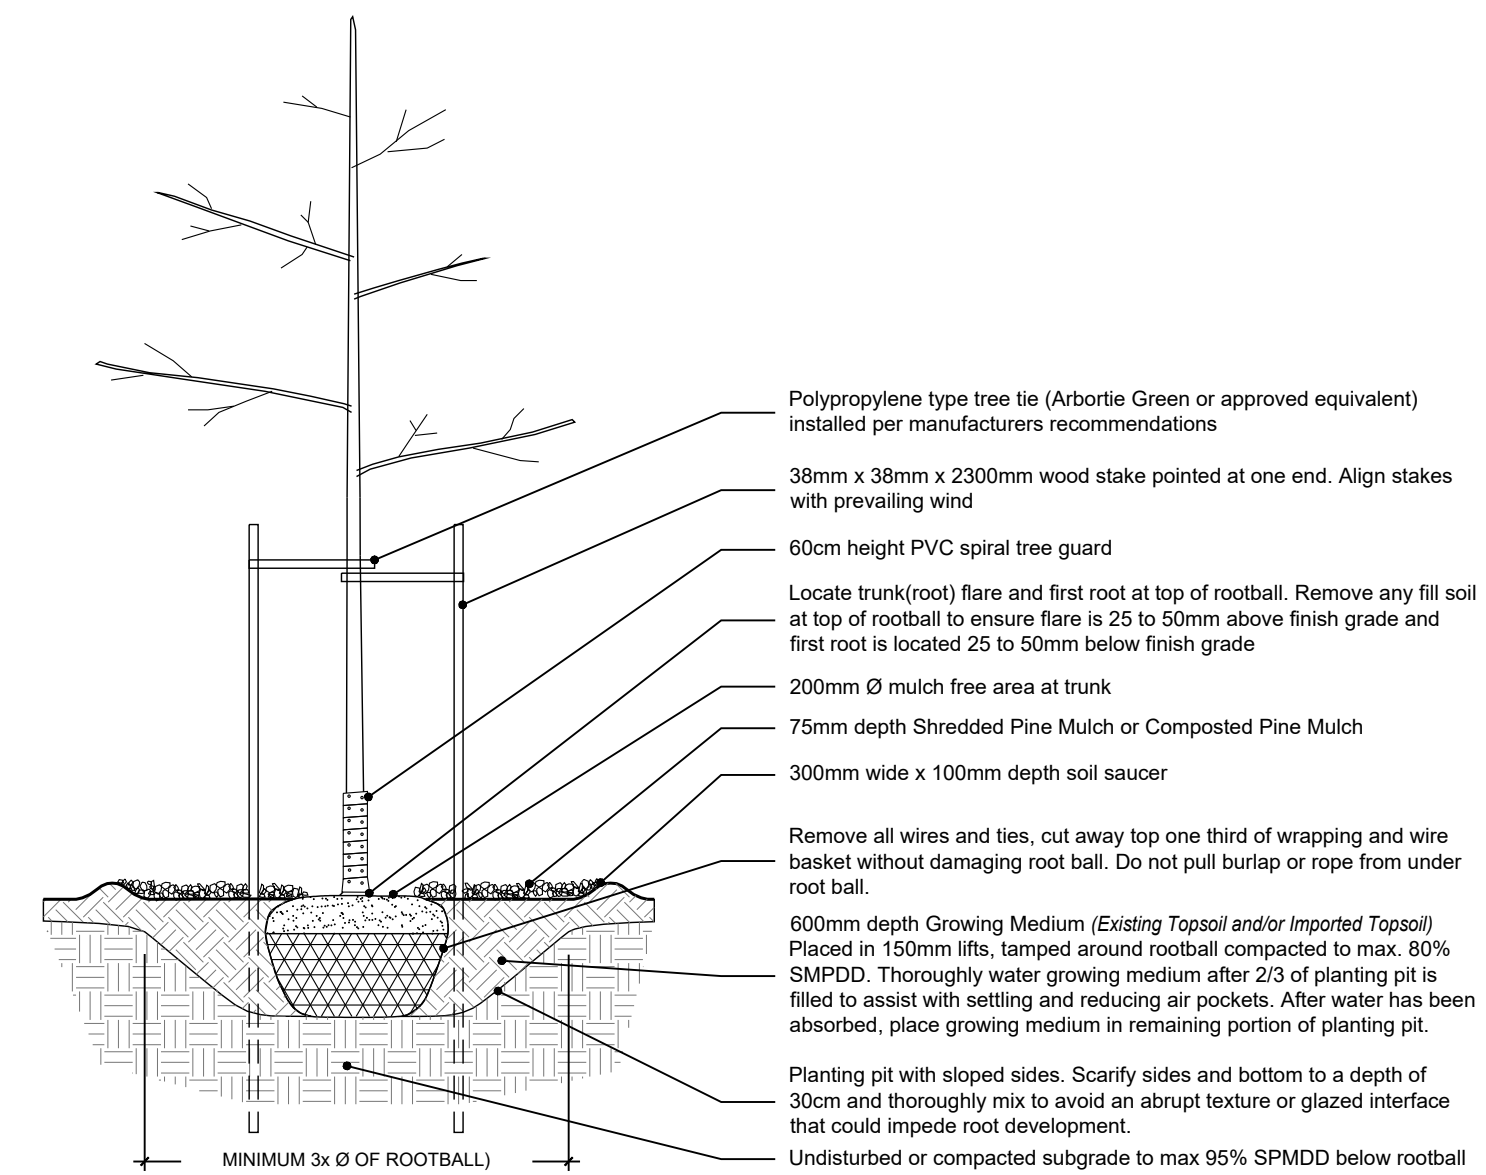 Polypropylene type tree tie (Arbortie Green or approved equivalent)
installed per manufacturers recommendations
38mm x 38mm x 2300mm wood stake pointed at one end. Align stakes
with prevailing wind
60cm height PVC spiral tree guard
Locate trunk(root) flare and first root at top of rootball. Remove any fill soil
at top of rootball to ensure flare is 25 to 50mm above finish grade and
first root is located 25 to 50mm below finish grade
200mm Ø mulch free area at trunk
75mm depth Shredded Pine Mulch or Composted Pine Mulch
300mm wide x 100mm depth soil saucer
Remove all wires and ties, cut away top one third of wrapping and wire
basket without damaging root ball. Do not pull burlap or rope from under
root ball.
600mm depth Growing Medium (Existing Topsoil and/or Imported Topsoil)
Placed in 150mm lifts, tamped around rootball compacted to max. 80%
SMPDD. Thoroughly water growing medium after 2/3 of planting pit is
filled to assist with settling and reducing air pockets. After water has been
absorbed, place growing medium in remaining portion of planting pit.
Planting pit with sloped sides. Scarify sides and bottom to a depth of
30cm and thoroughly mix to avoid an abrupt texture or glazed interface
that could impede root development.
Undisturbed or compacted subgrade to max 95% SPMDD below rootball
MINIMUM 3x Ø OF ROOTBALL)